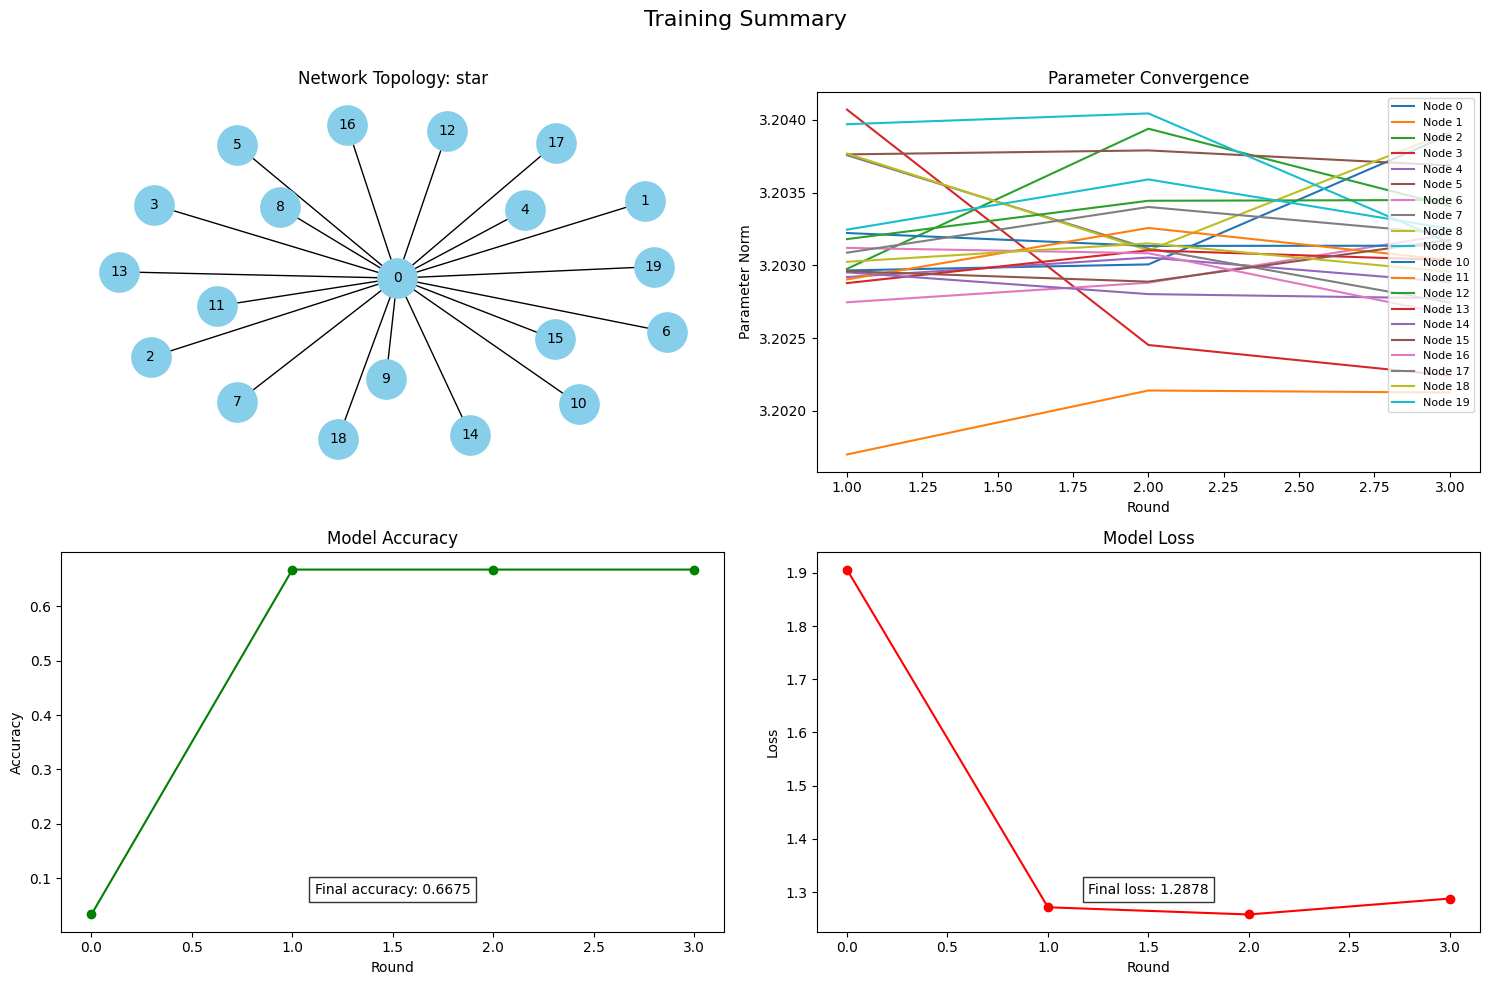 Training Summary
Network Topology: star
16
12
5
17
3
8
4
1
0
13
19
11
6
2
15
9
7
10
18
14
Parameter Convergence
Parameter Norm
3.2040
3.2035
3.2030
3.2025
3.2020
Node 0
Node 1
Node 2
Node 3
Node 4
Node 5
Node 6
Node 7
Node 8
Node 9
Node 10
Node 11
Node 12
Node 13
Node 14
Node 15
Node 16
Node 17
Node 18
Node 19
1.00 1.25 1.50 1.75 2.00 2.25 2.50 2.75 3.00
Round
Model Accuracy
Accuracy
0.6
0.5
0.4
0.3
0.2
0.1
Final accuracy: 0.6675
0.0 0.5 1.0 1.5 2.0 2.5 3.0
Round
Model Loss
Loss
1.9
1.8
1.7
1.6
1.5
1.4
1.3
Final loss: 1.2878
0.0 0.5 1.0 1.5 2.0 2.5 3.0
Round